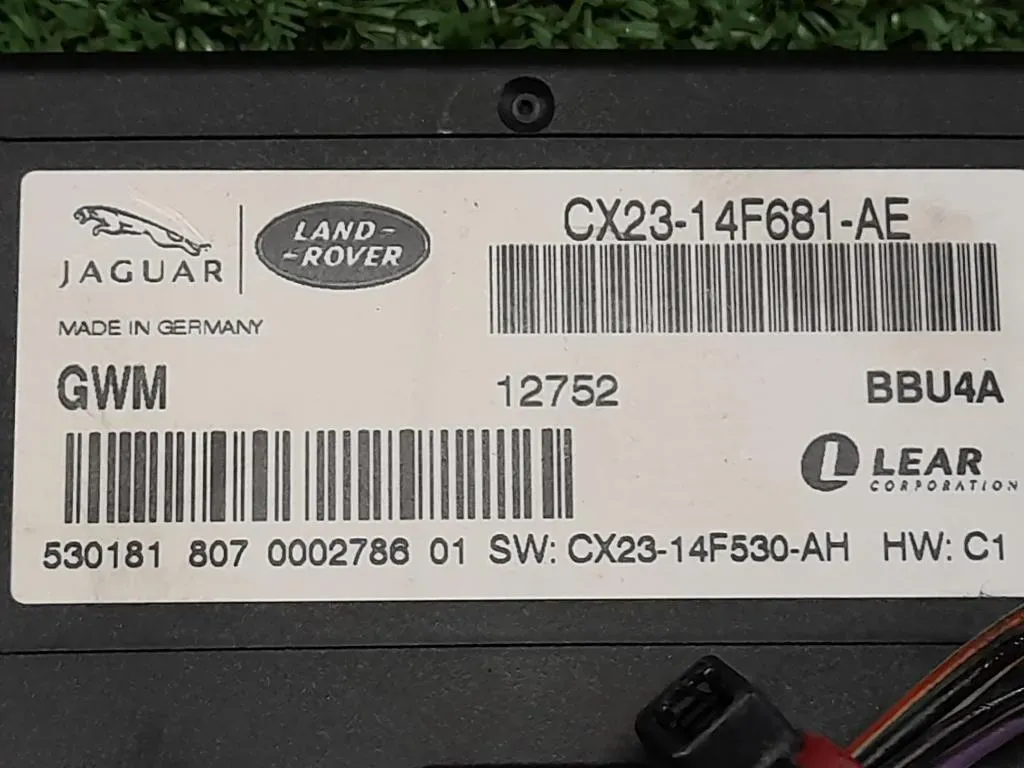 JAGUAR
LAND-
-ROVER
CX23-14F681-AE
MADE IN GERMANY
GWM 12752 BBU4A
L LEAR
CORPORATION
530181 807 0002786 01 SW: CX23-14F530-AH HW: C1